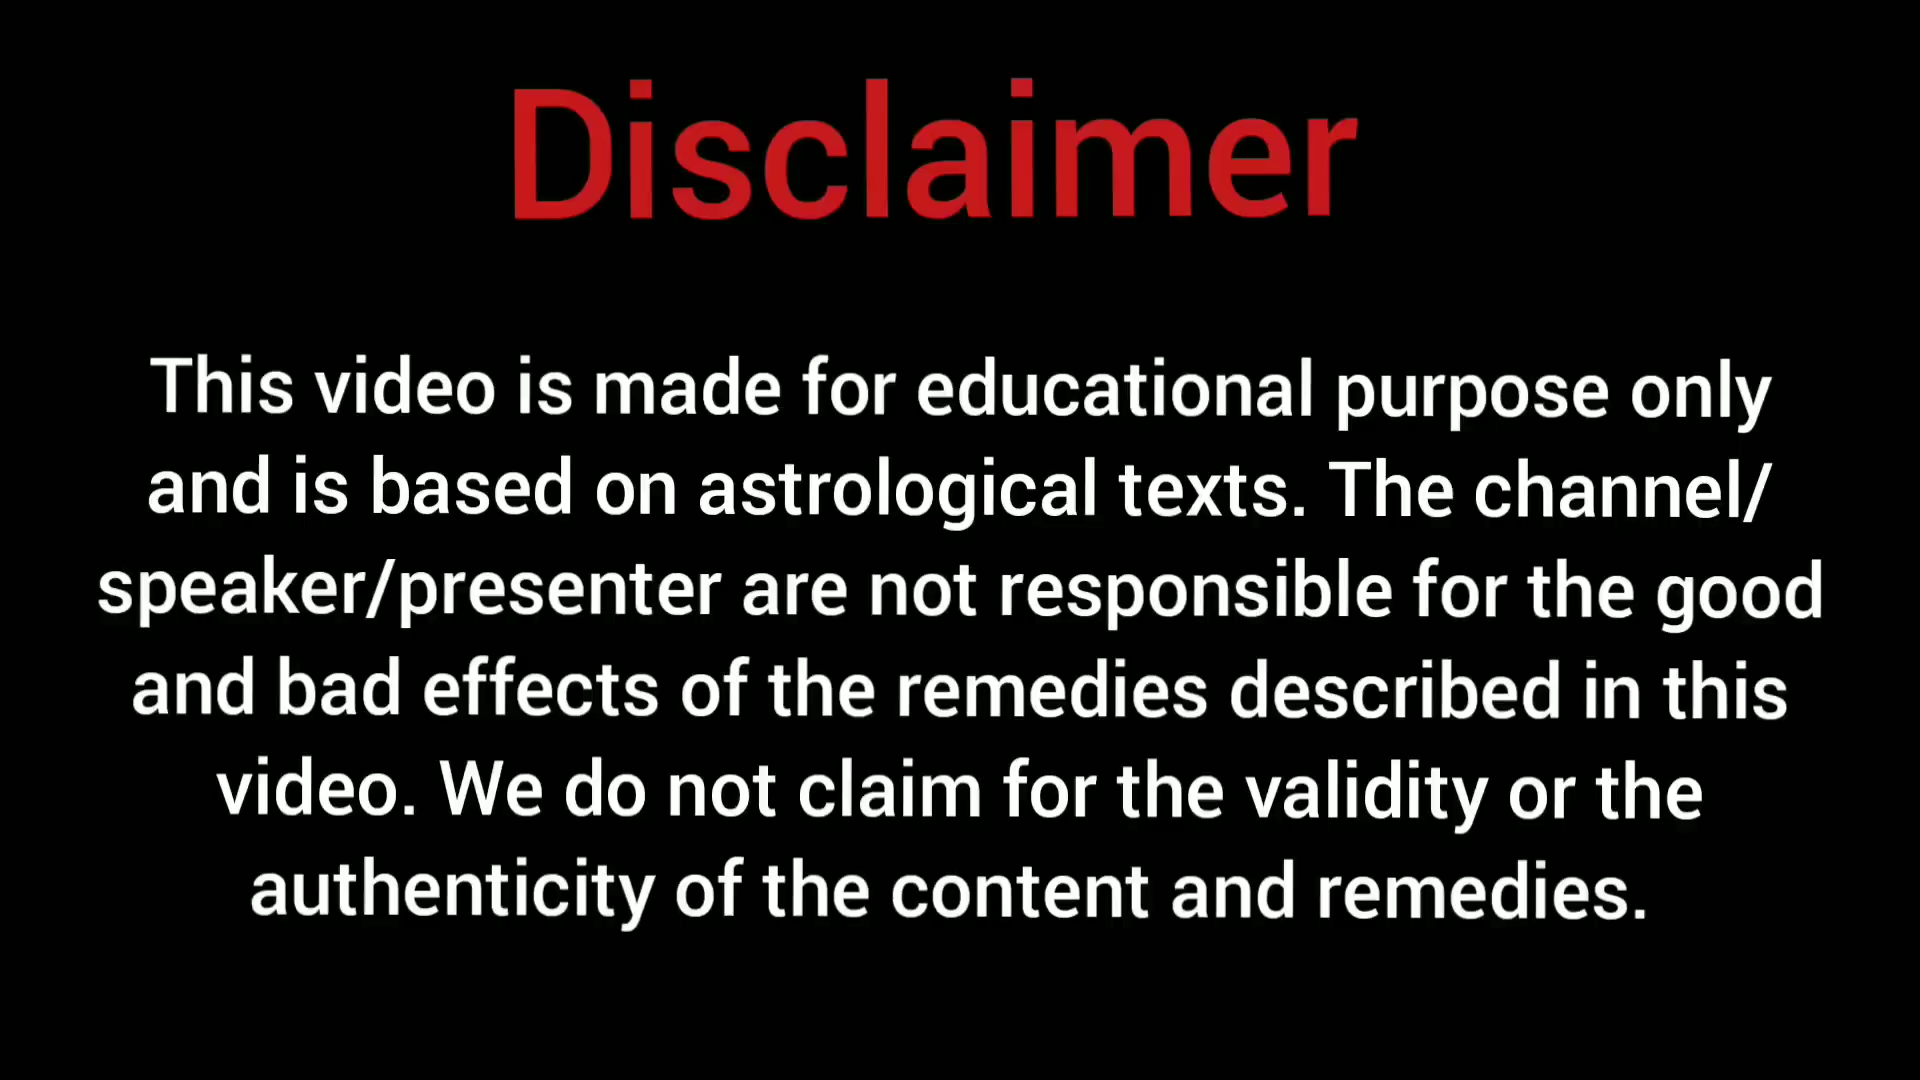 Disclaimer
This video is made for educational purpose only
and is based on astrological texts. The channel/
speaker/presenter are not responsible for the good
and bad effects of the remedies described in this
video. We do not claim for the validity or the
authenticity of the content and remedies.